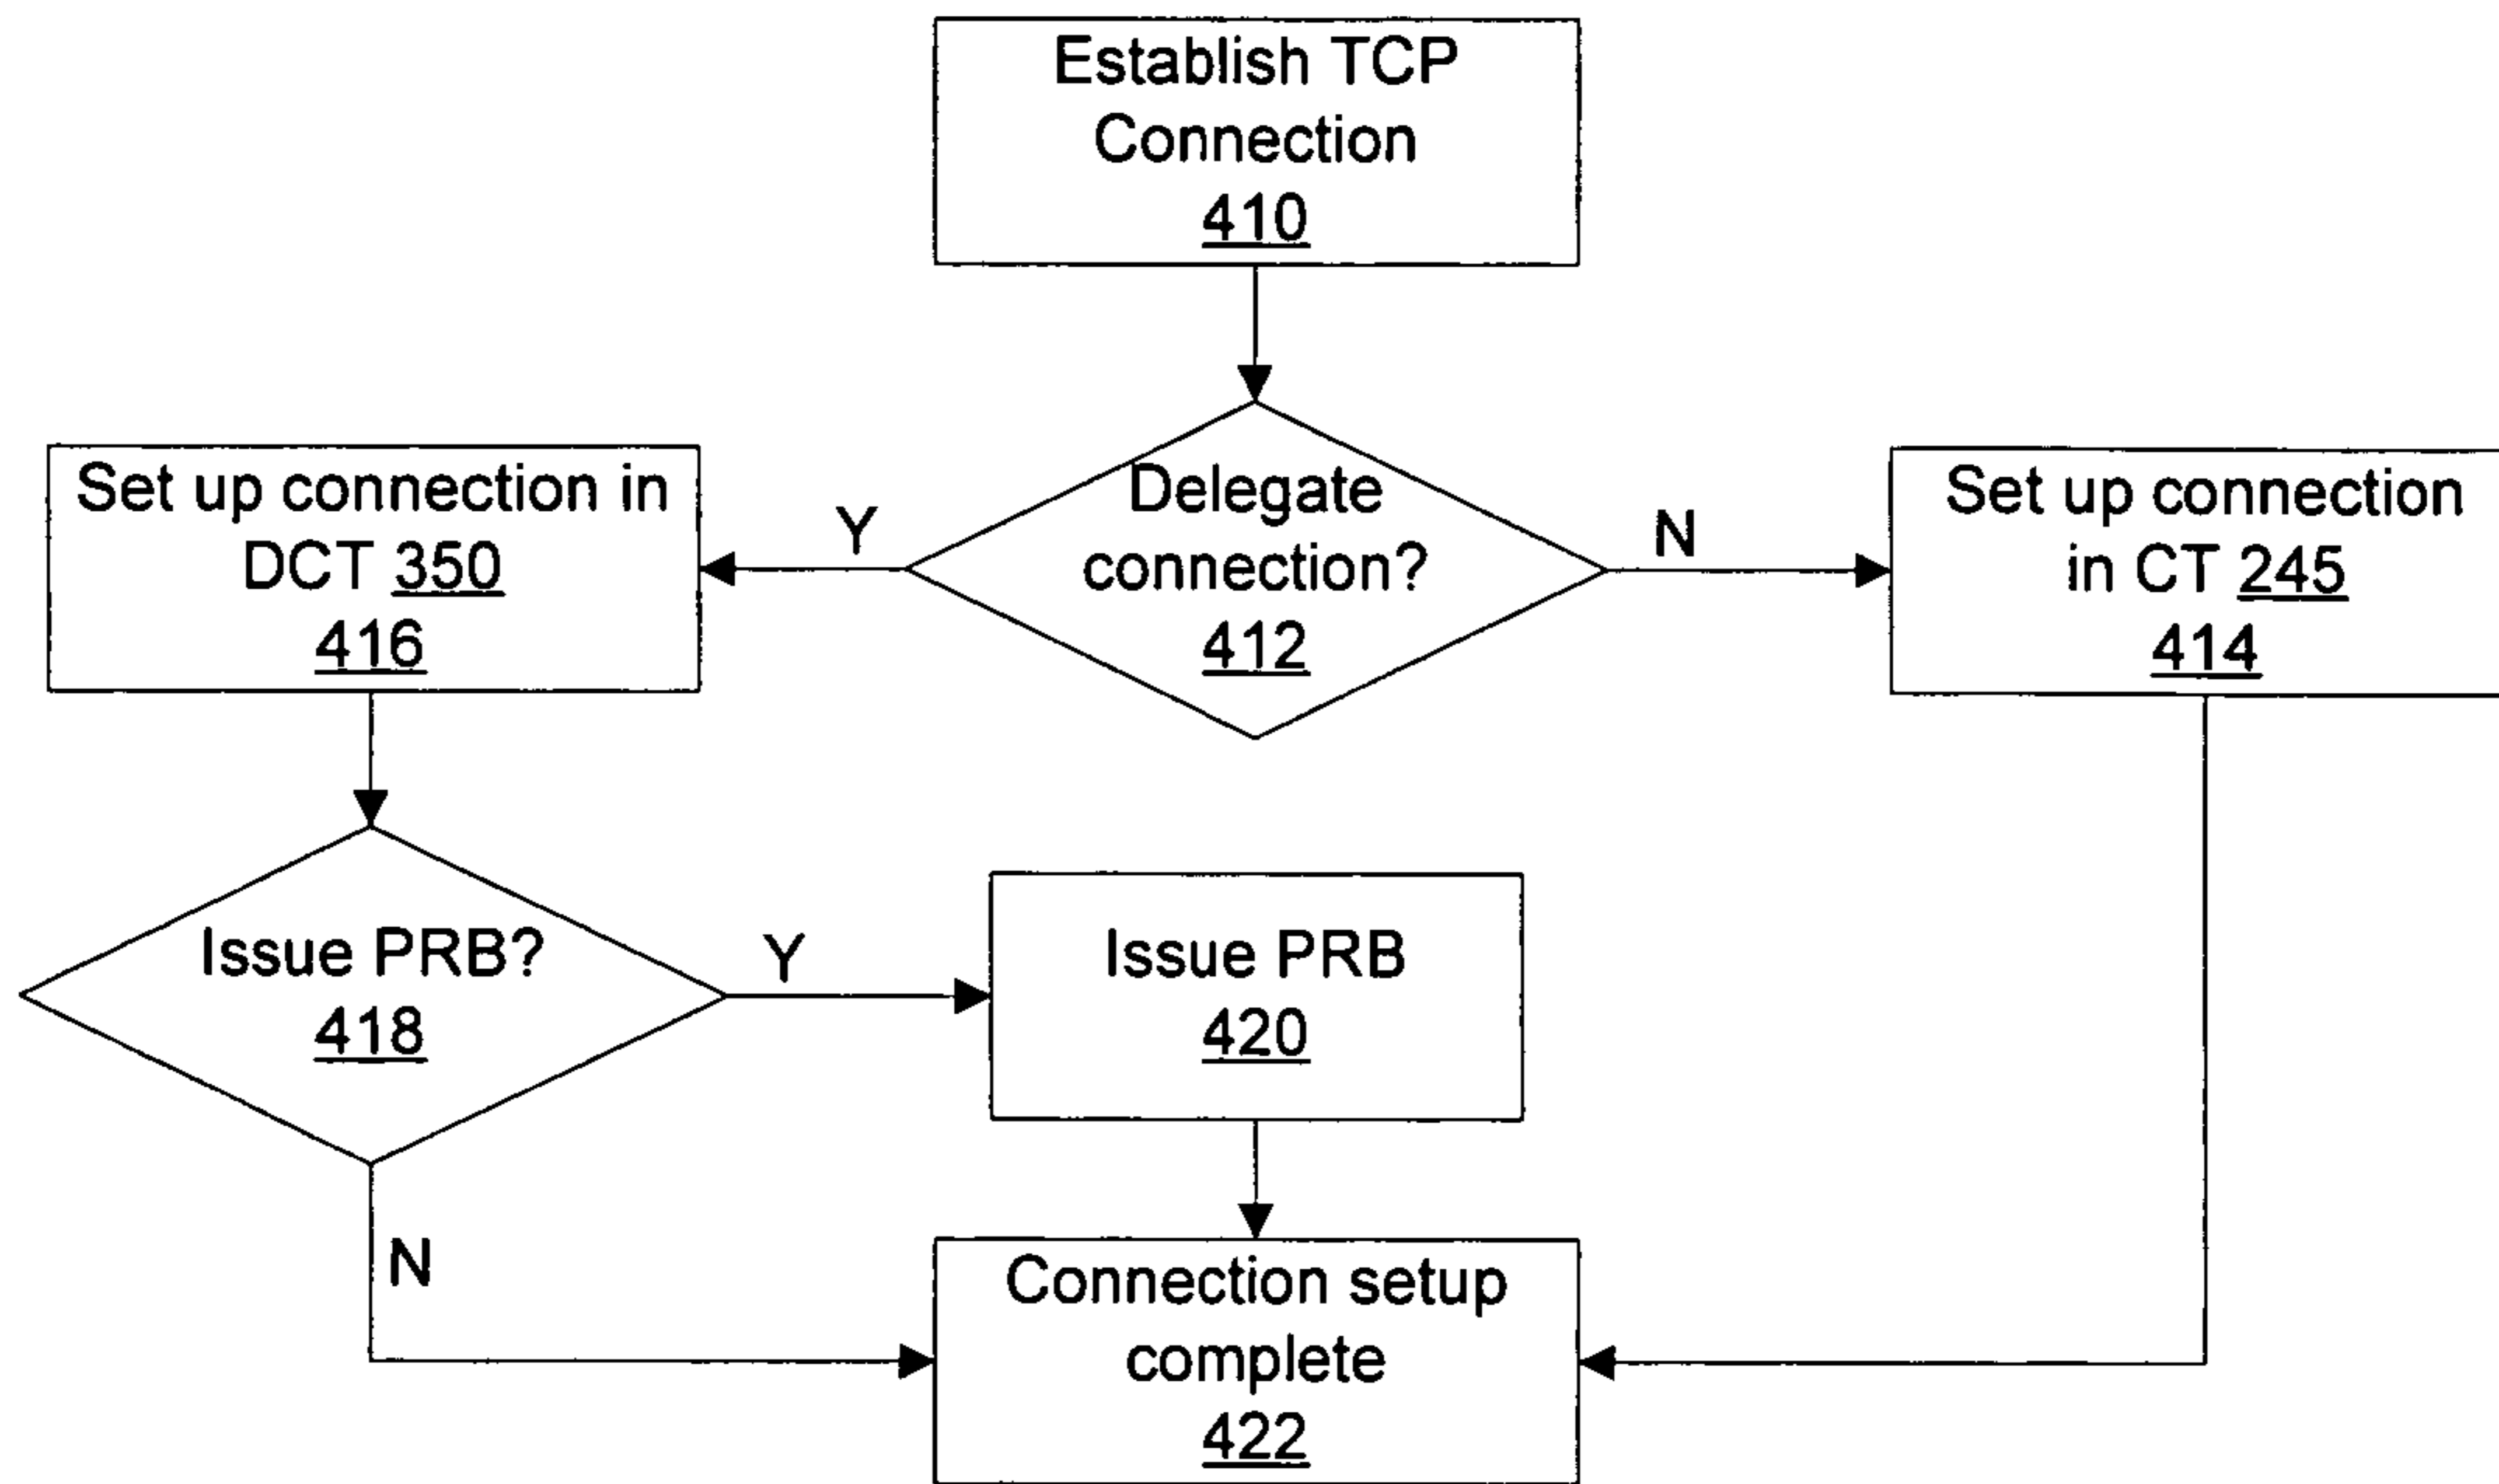 Establish TCP
Connection
410
Set up connection in
DCT 350
416
Y
Delegate
connection?
412
N
Set up connection
in CT 245
414
Issue PRB?
418
Y
Issue PRB
420
N
Connection setup
complete
422